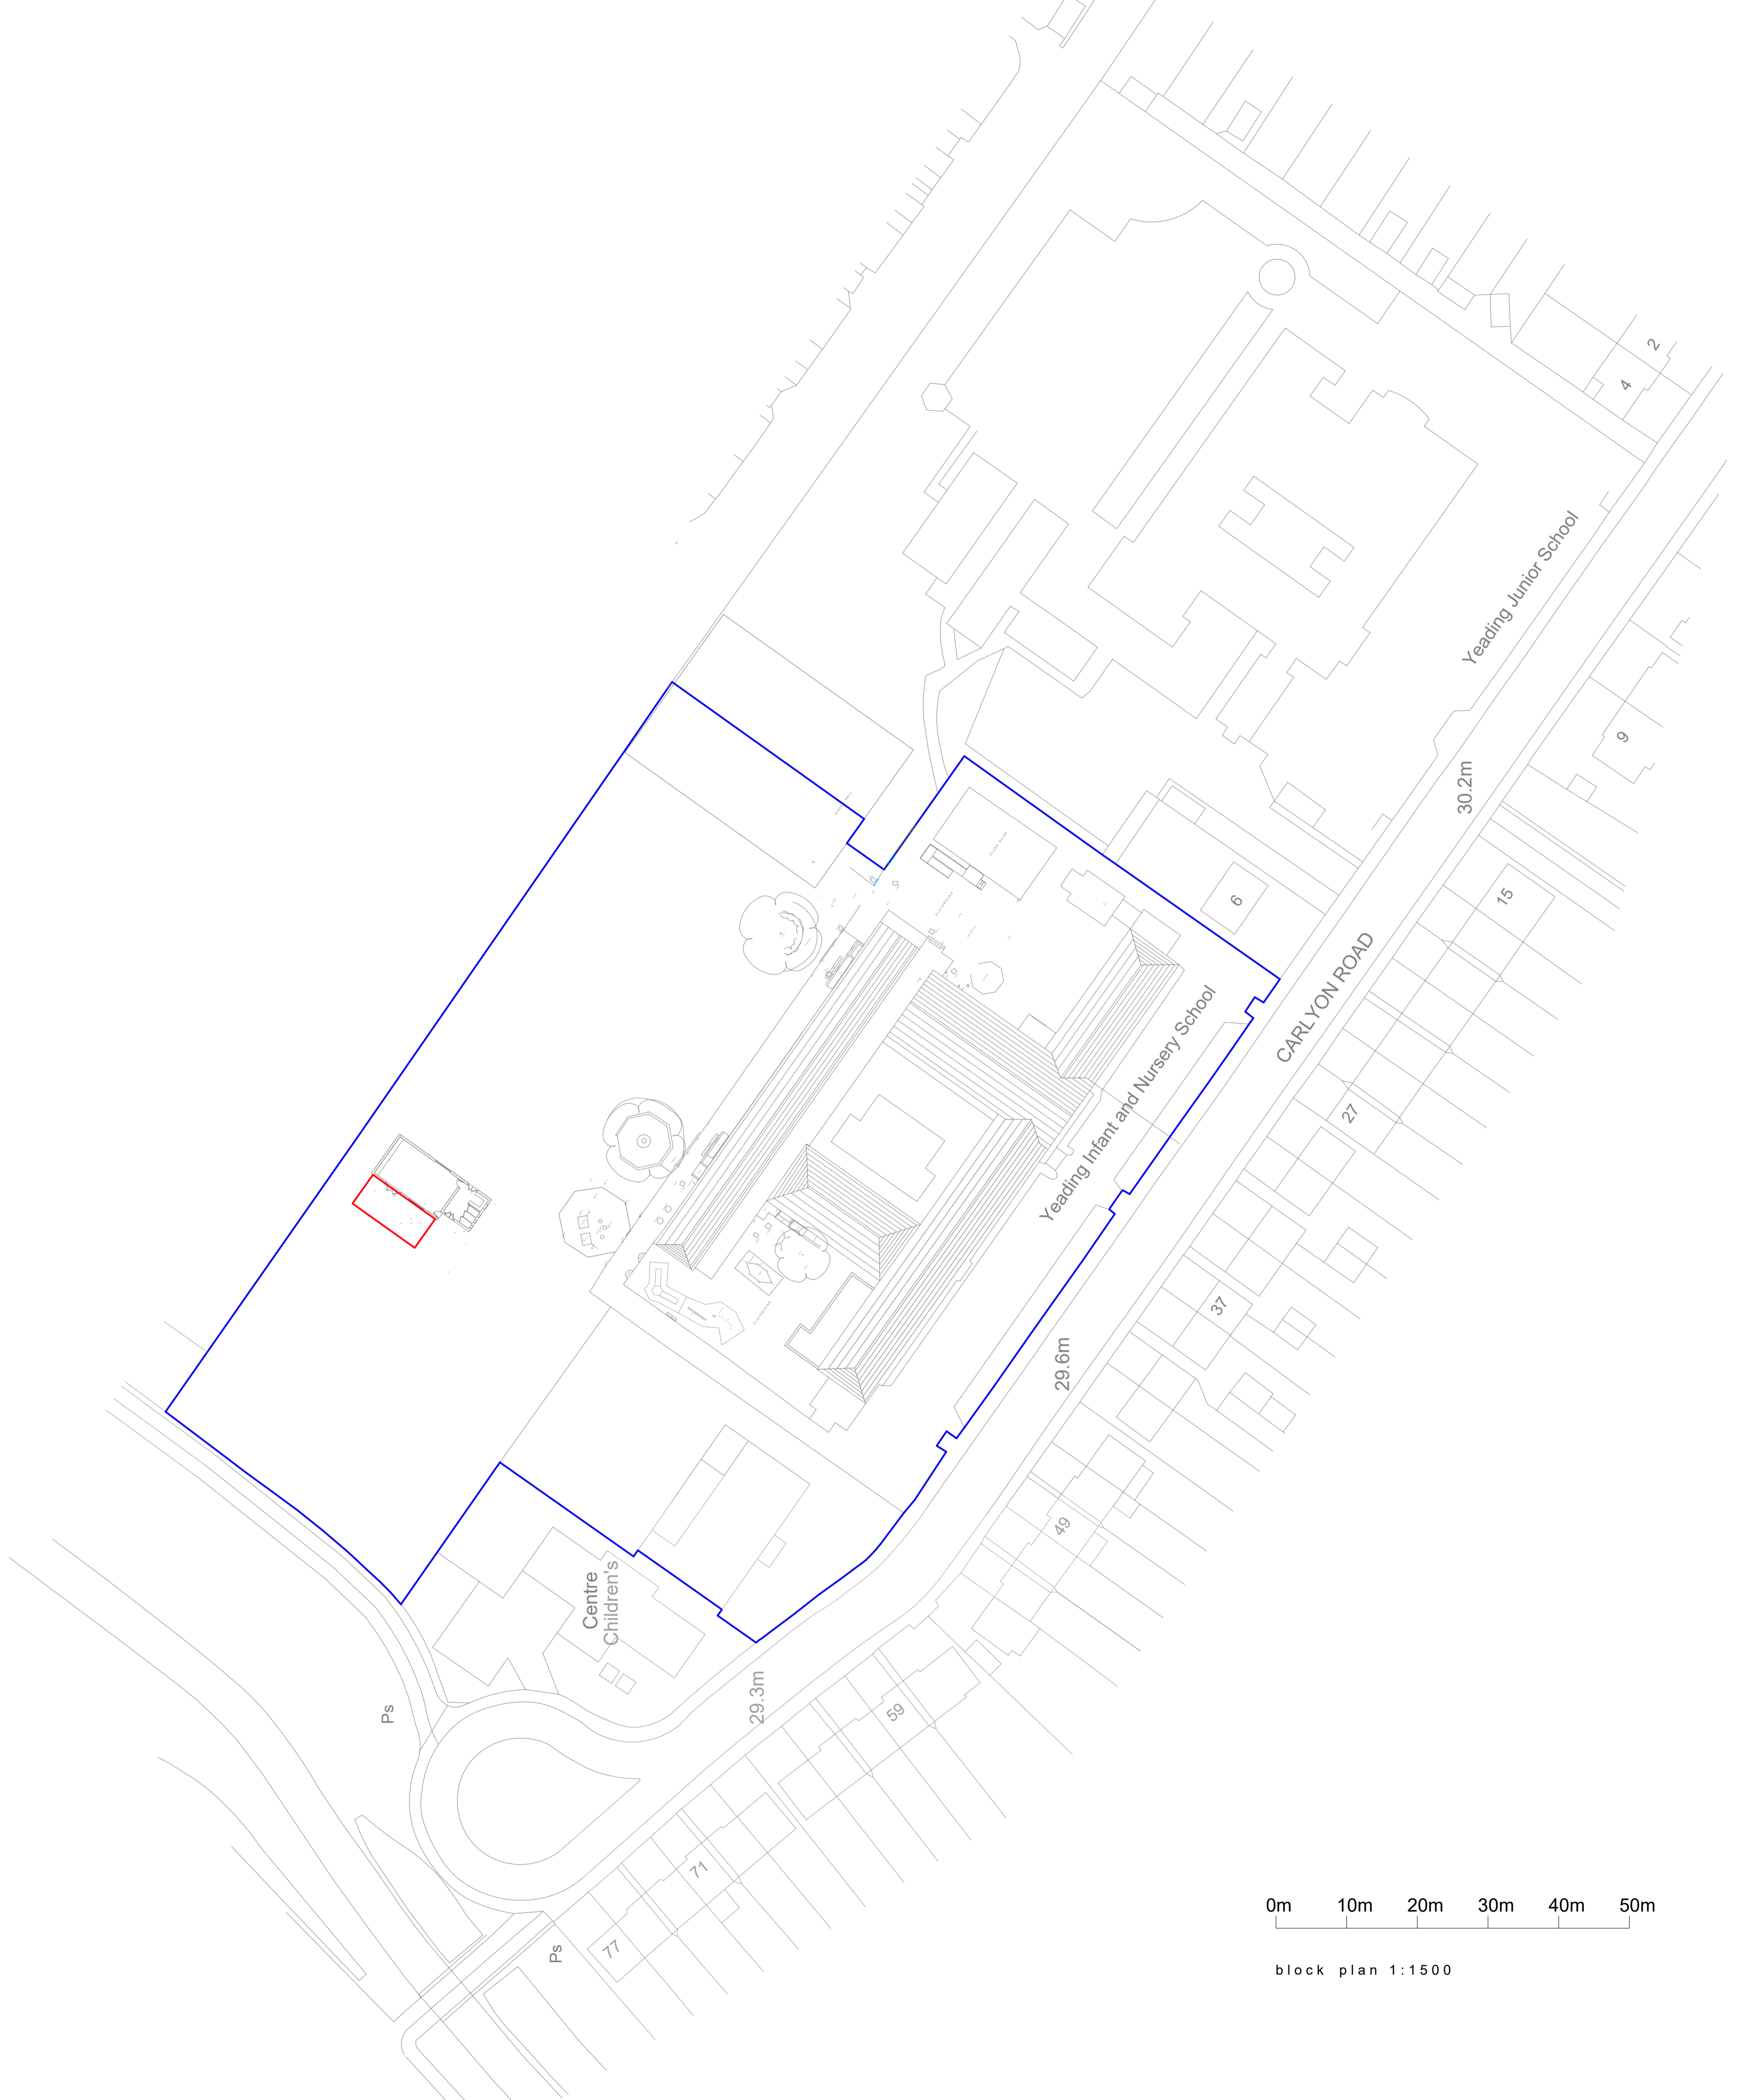 2
4
Yeading Junior School
9
30.2m
6
15
CARLYON ROAD
Yeading Infant and Nursery School
27
37
29.6m
49
Centre
Children's
29.3m
59
Ps
71
77
Ps
0m 10m 20m 30m 40m 50m
block plan 1:1500